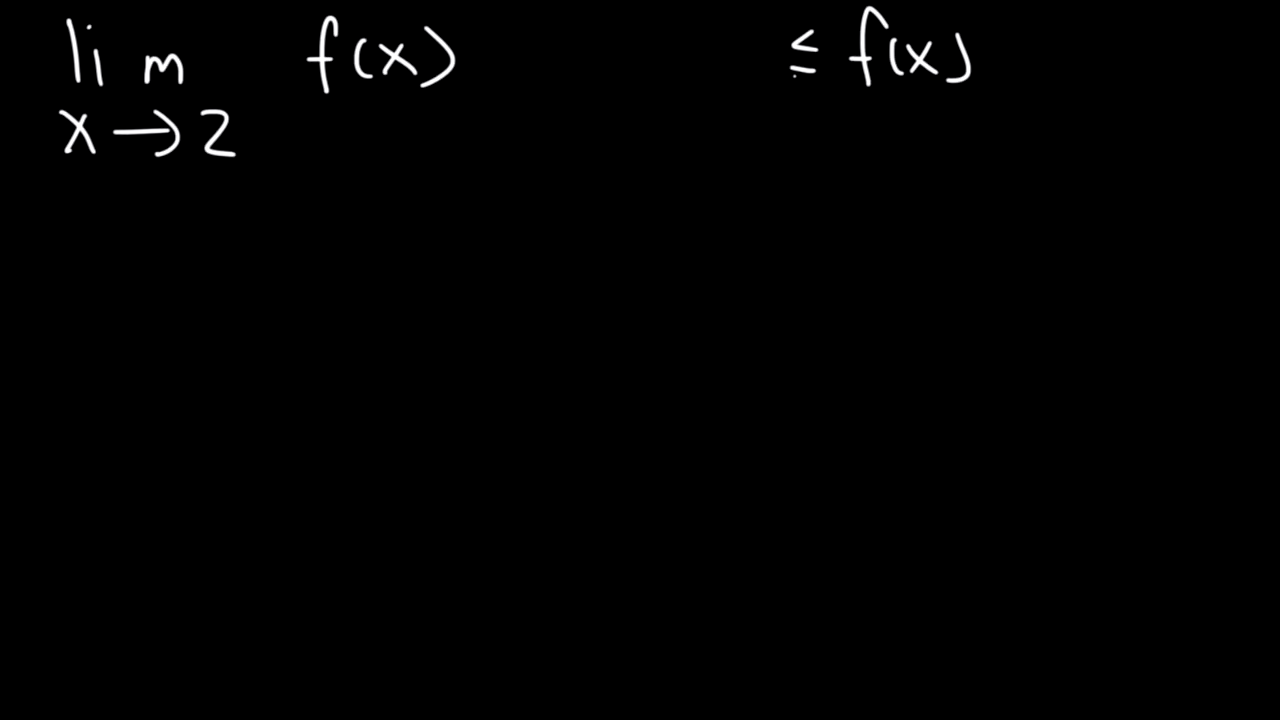 lim f(x) ≤ f(x)
x → 2